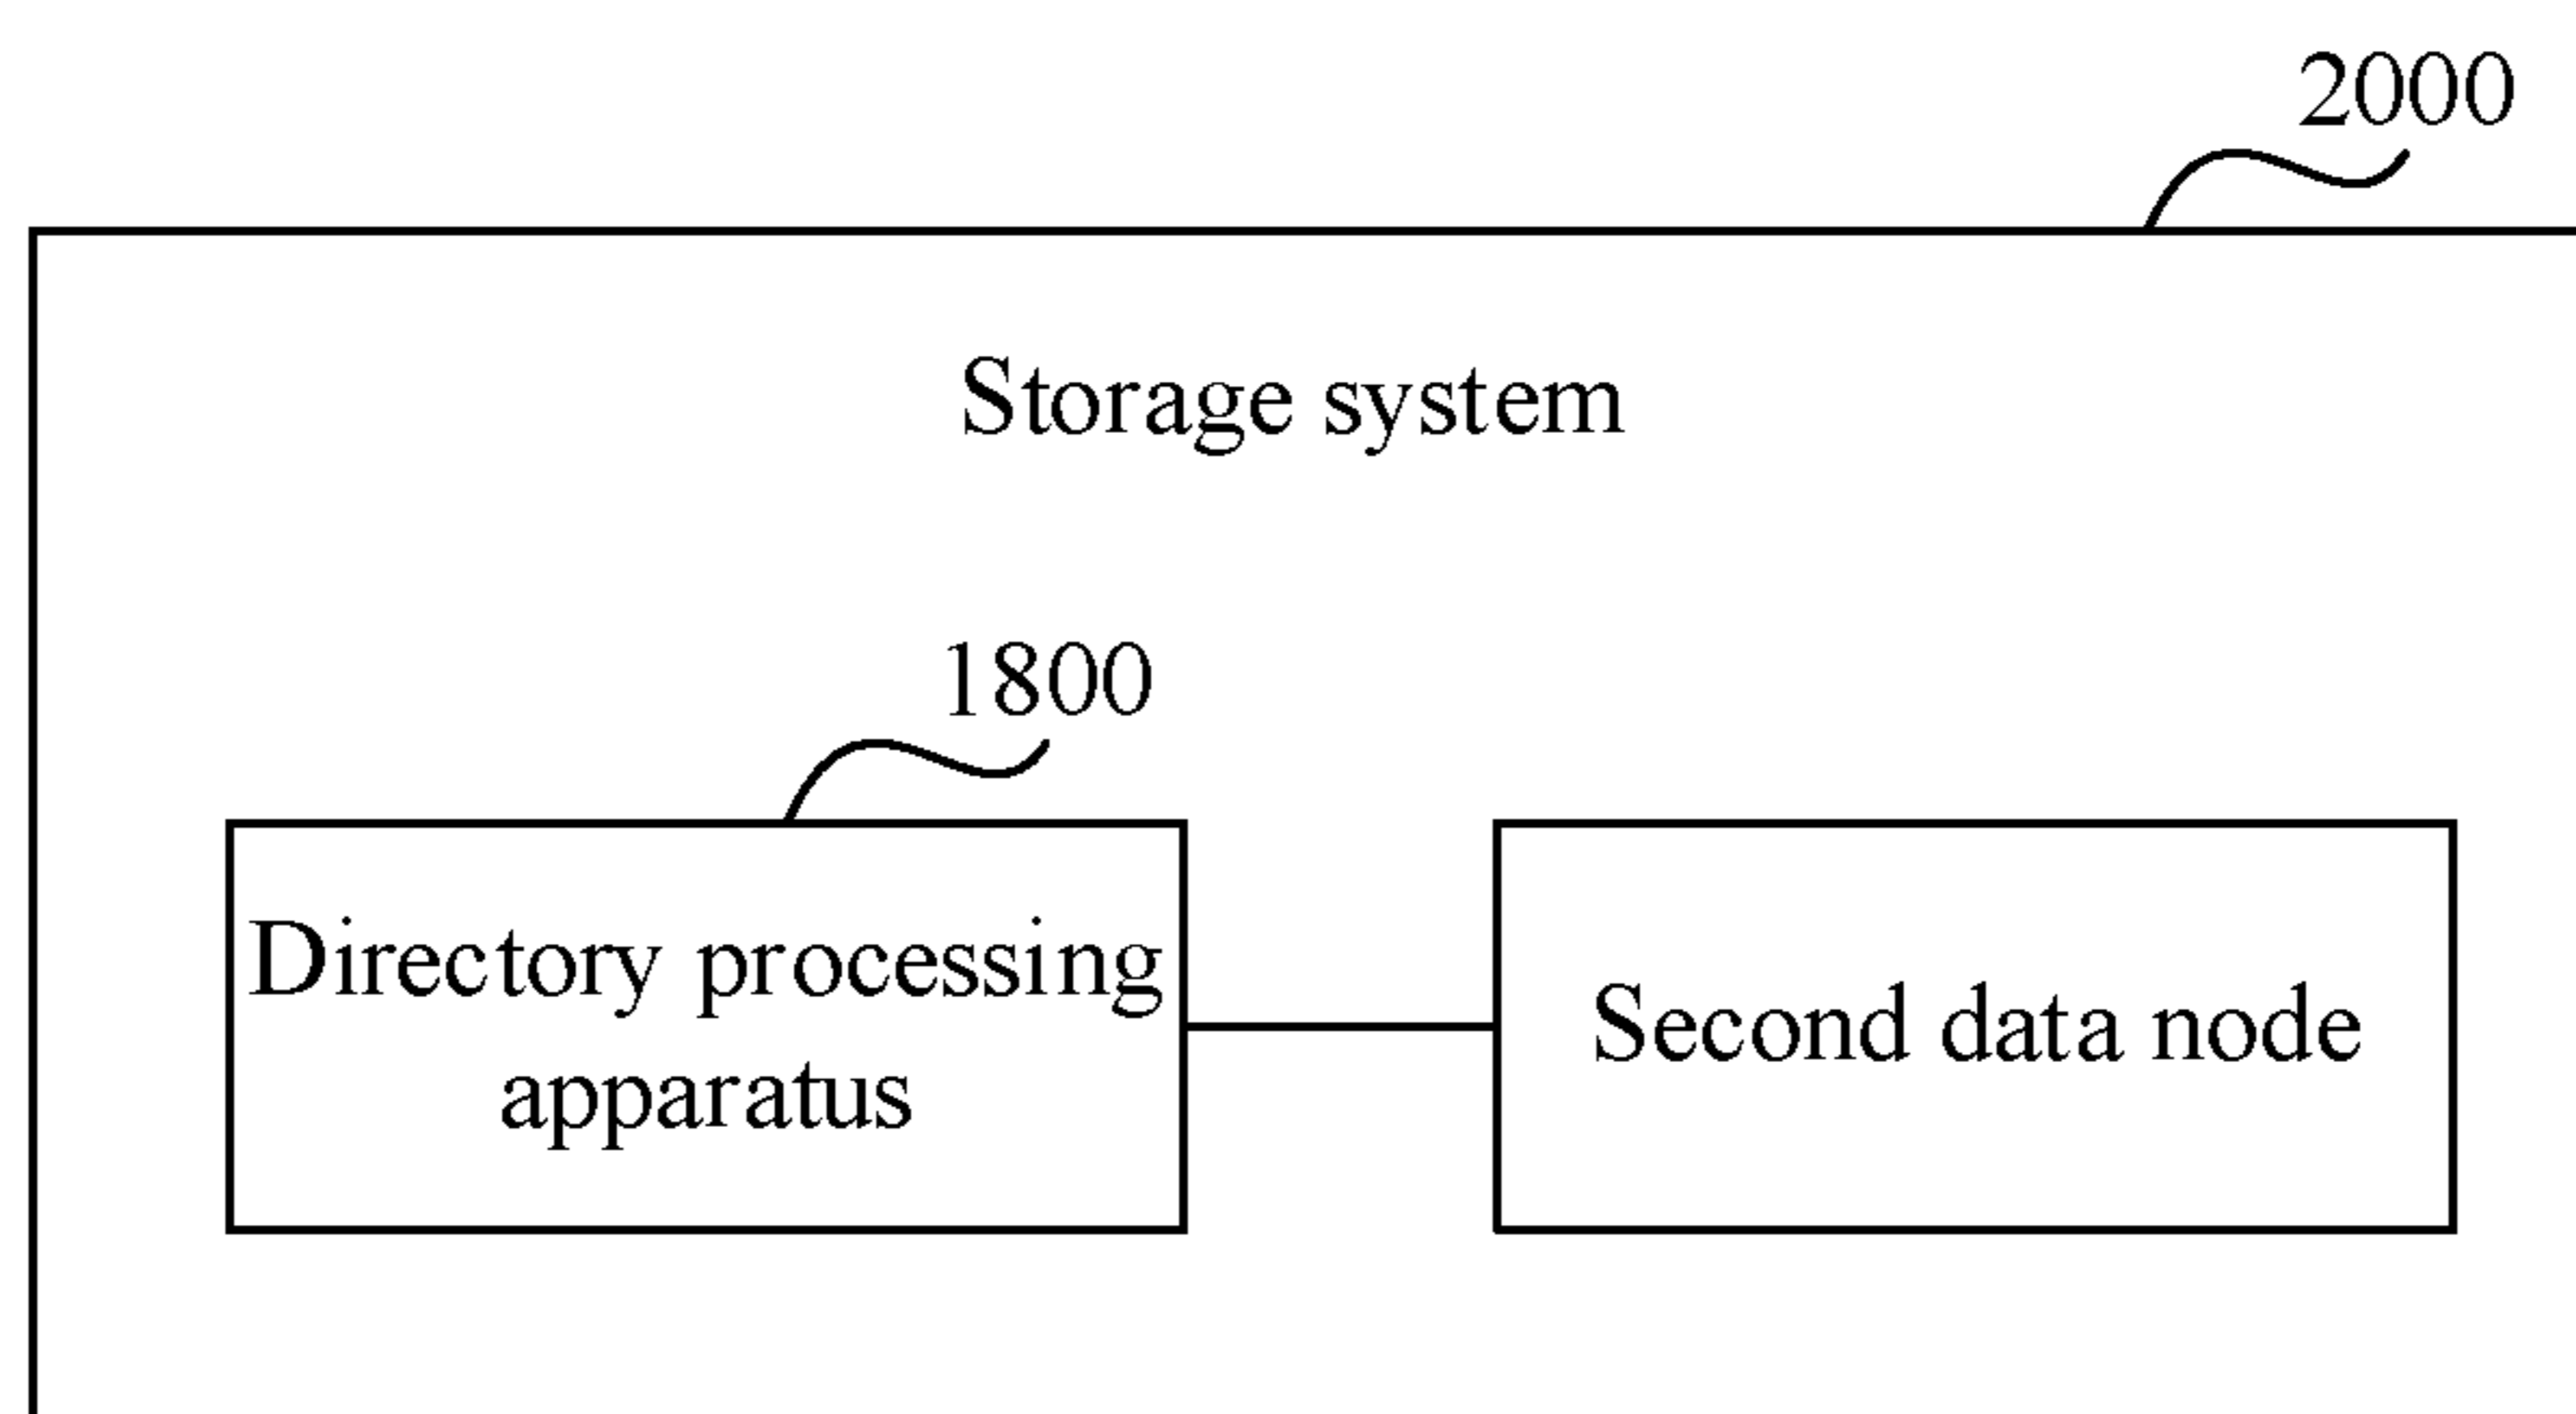 2000
Storage system
1800
Directory processing
apparatus
Second data node